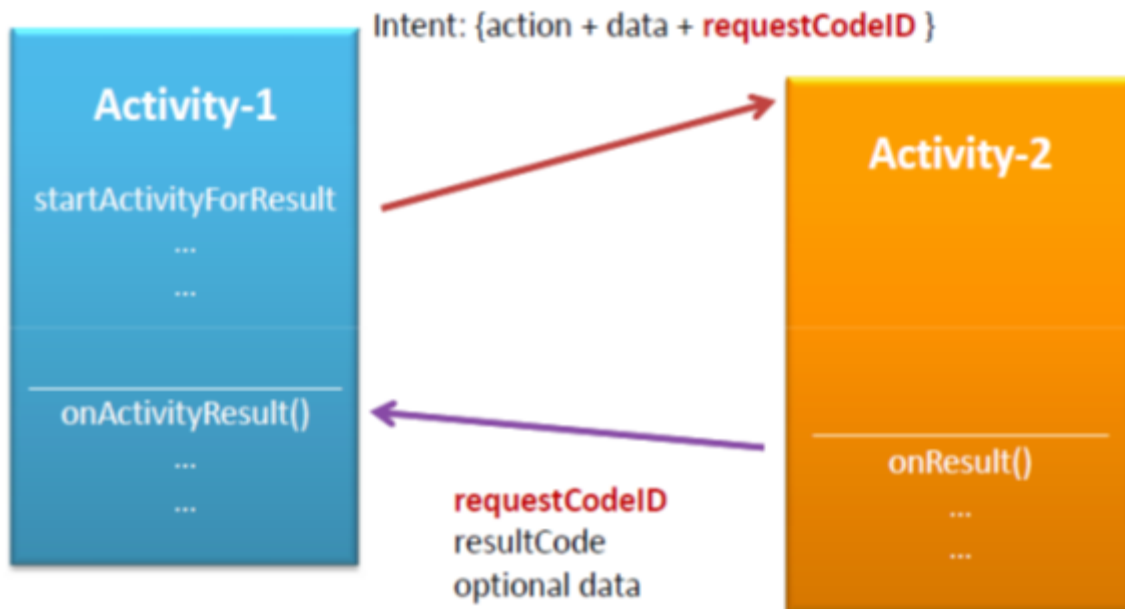 Intent: {action + data + requestCodeID }
Activity-1
startActivityForResult
...
...
onActivityResult()
...
...
Activity-2
onResult()
...
...
requestCodeID
resultCode
optional data